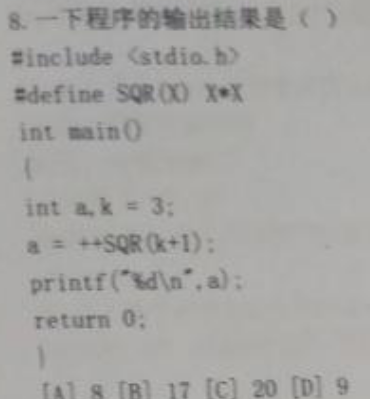 8. 一下程序的输出结果是（ ）
#include <stdio.h>
#define SQR(X) X*X
int main()
{
int a,k = 3;
a = ++SQR(k+1);
printf("%d\n",a);
return 0;
}
[A] 8 [B] 17 [C] 20 [D] 9